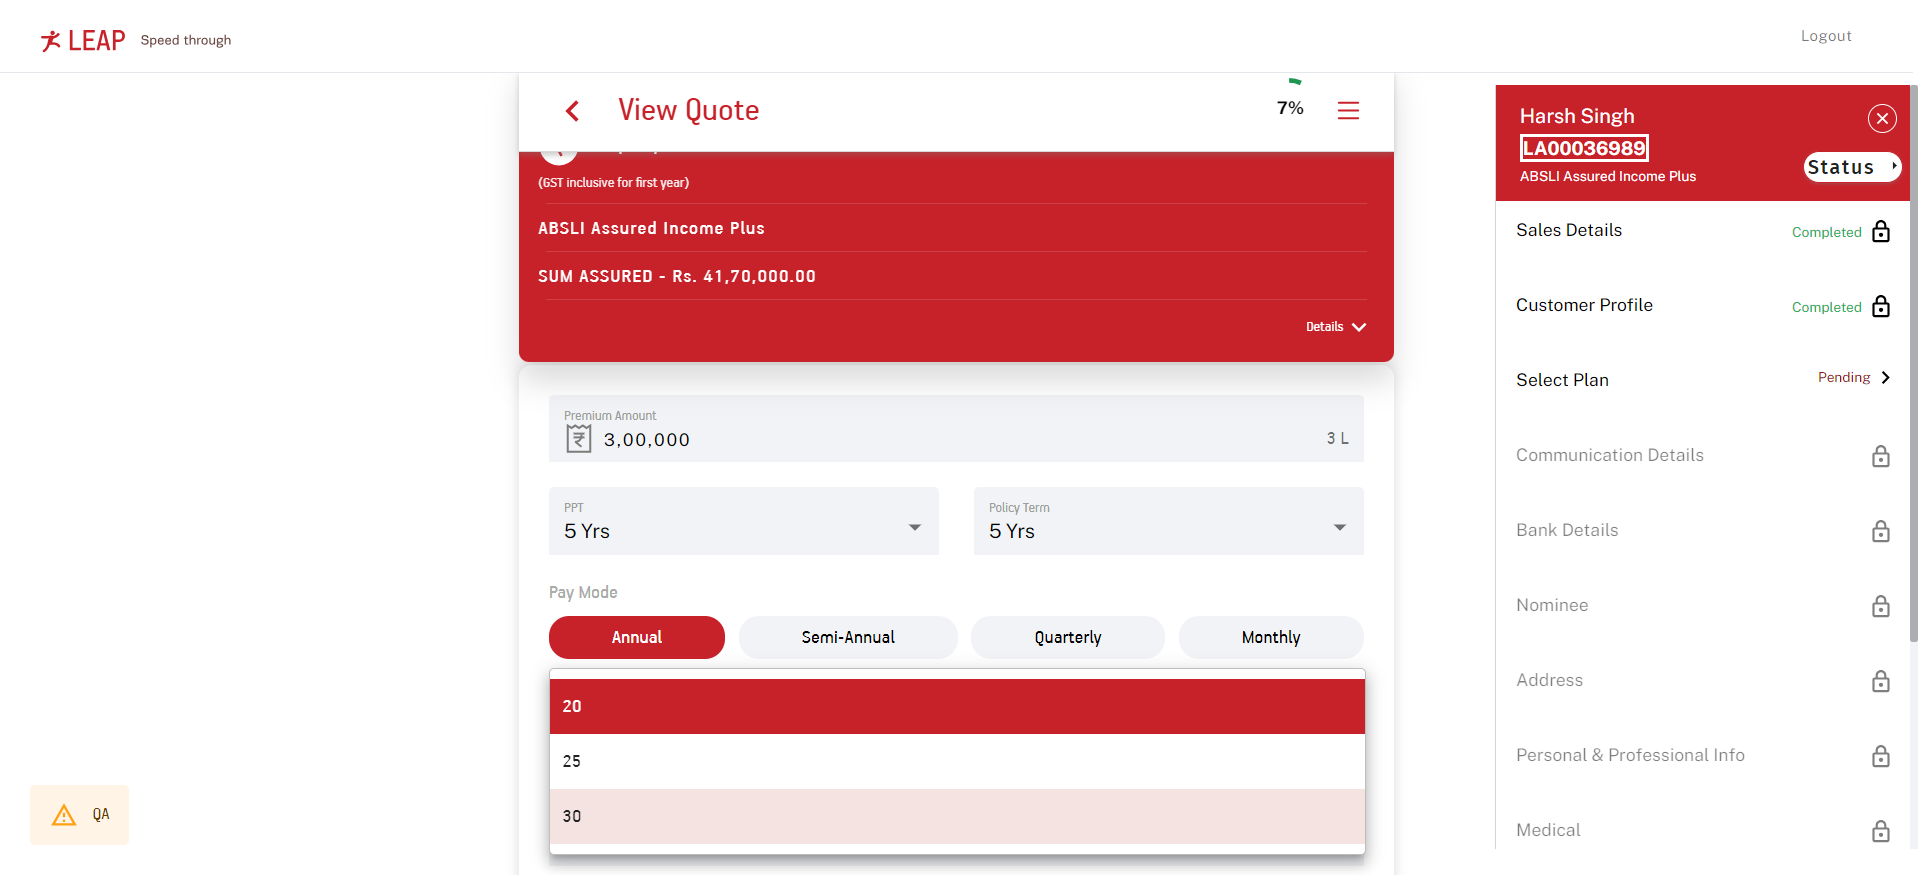 LEAP Speed through
Logout
View Quote
7%
(GST inclusive for first year)
ABSLI Assured Income Plus
SUM ASSURED - Rs. 41,70,000.00
Details
Premium Amount
3,00,000
3 L
PPT
5 Yrs
Policy Term
5 Yrs
Pay Mode
Annual
Semi-Annual
Quarterly
Monthly
20
25
30
QA
Harsh Singh
LA00036989
ABSLI Assured Income Plus
Status
Sales Details
Completed
Customer Profile
Completed
Select Plan
Pending
Communication Details
Bank Details
Nominee
Address
Personal & Professional Info
Medical